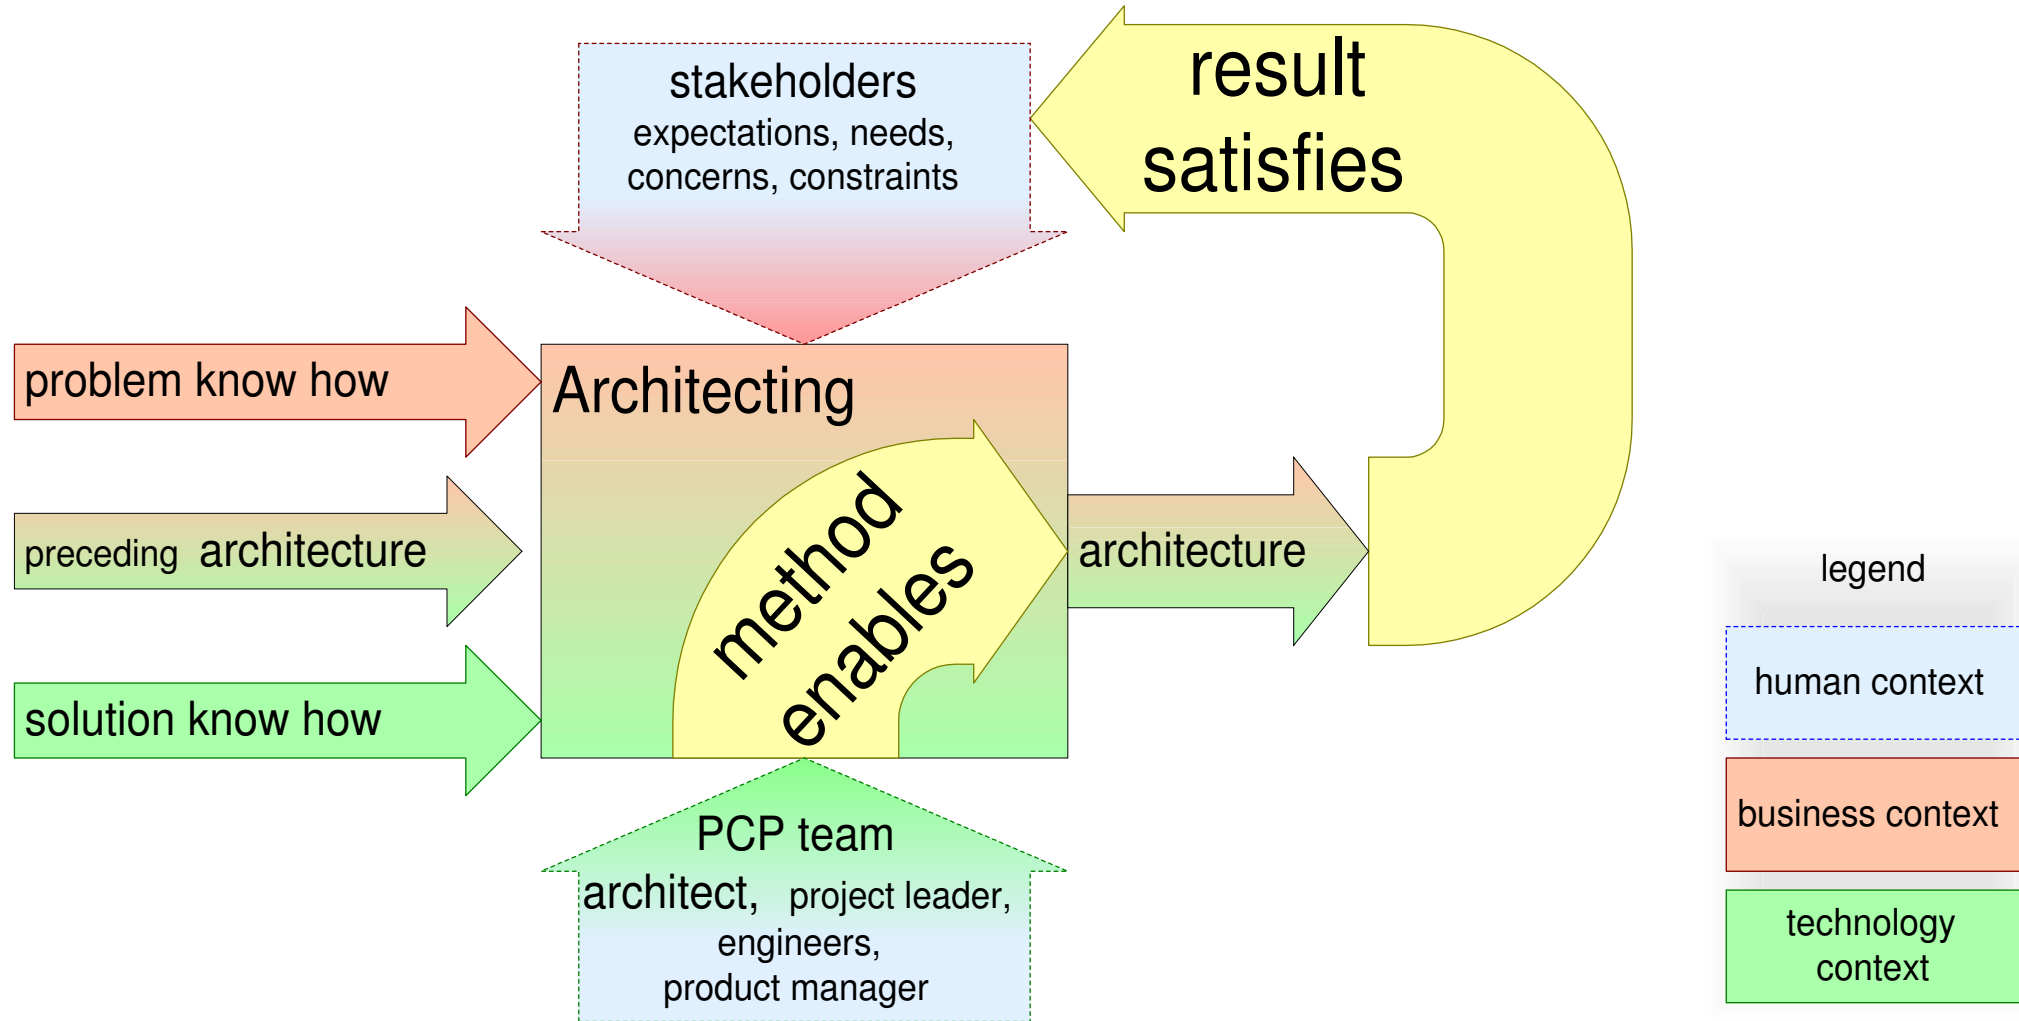 stakeholders
expectations, needs,
concerns, constraints
result
satisfies
problem know how
Architecting
preceding architecture
method
enables
architecture
solution know how
PCP team
architect, project leader,
engineers,
product manager
legend
human context
business context
technology
context